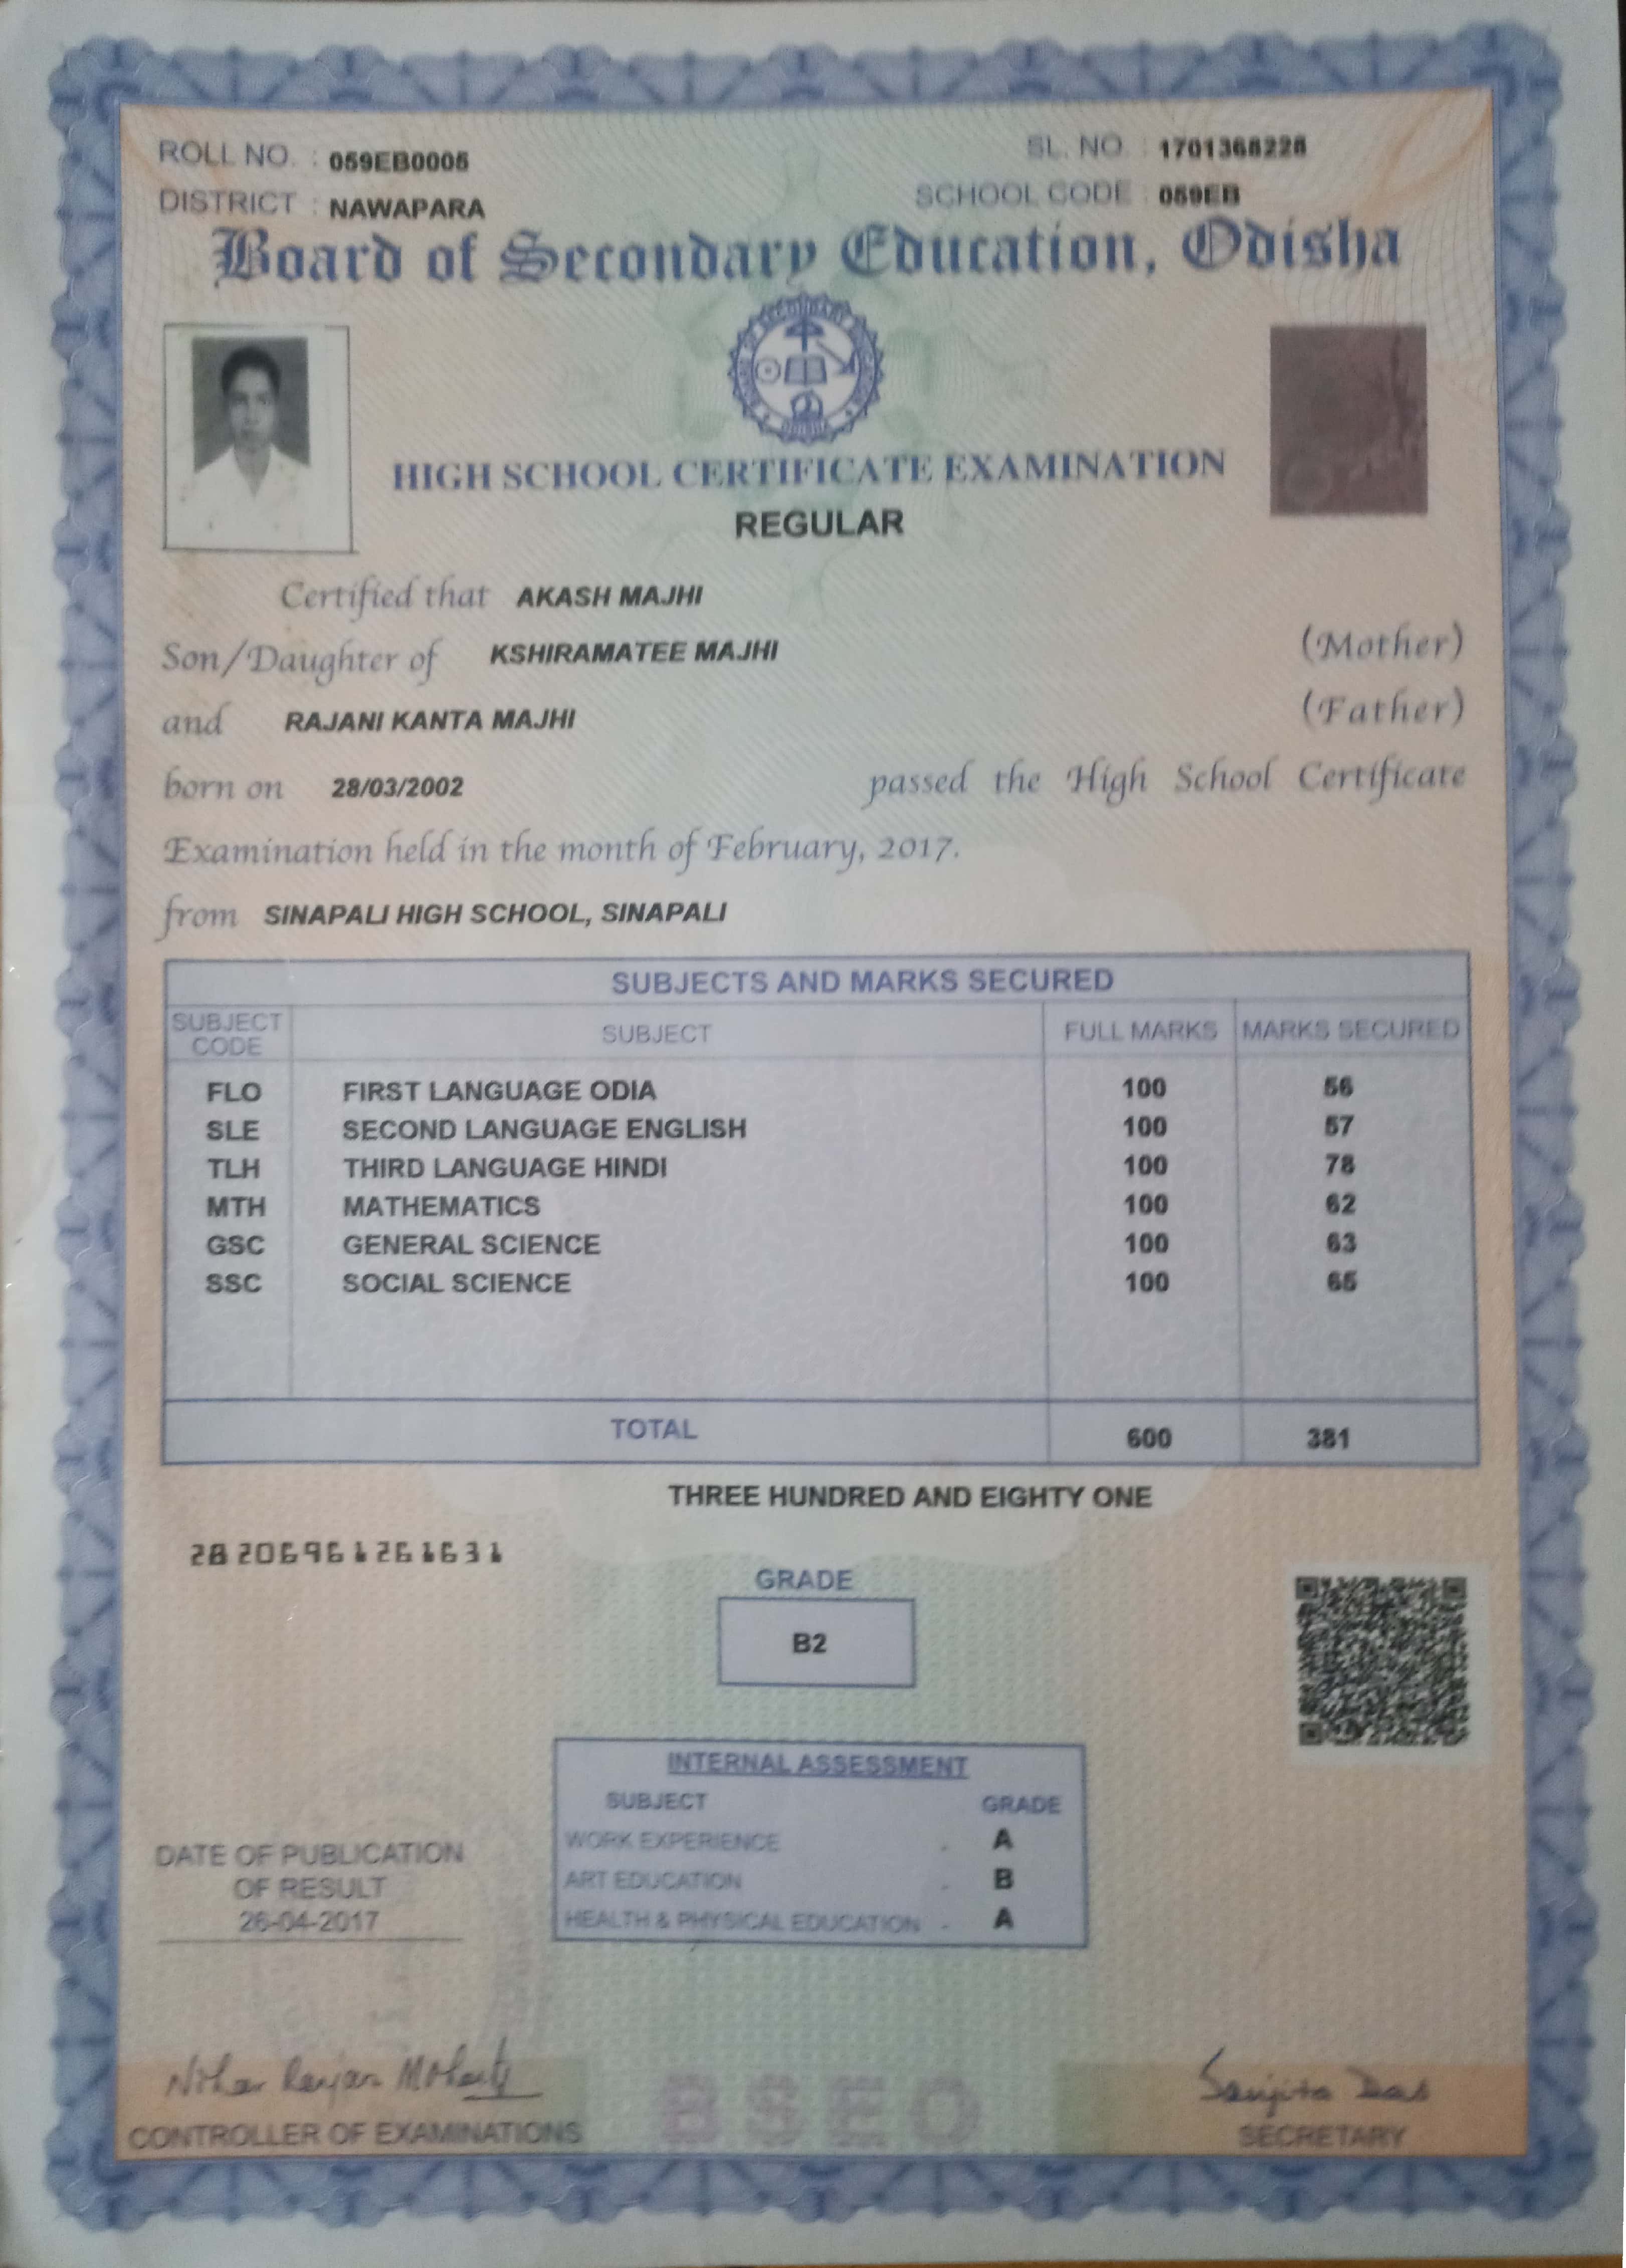 ROLL NO. : 059EB0005
SL. NO. : 1701368228
DISTRICT : NAWAPARA
SCHOOL CODE : 059EB
Board of Secondary Education, Odisha
HIGH SCHOOL CERTIFICATE EXAMINATION
REGULAR
Certified that AKASH MAJHI
Son/Daughter of KSHIRAMATEE MAJHI (Mother)
and RAJANI KANTA MAJHI (Father)
born on 28/03/2002 passed the High School Certificate
Examination held in the month of February, 2017.
from SINAPALI HIGH SCHOOL, SINAPALI
SUBJECTS AND MARKS SECURED
SUBJECT CODE SUBJECT FULL MARKS MARKS SECURED
FLO FIRST LANGUAGE ODIA 100 56
SLE SECOND LANGUAGE ENGLISH 100 57
TLH THIRD LANGUAGE HINDI 100 78
MTH MATHEMATICS 100 62
GSC GENERAL SCIENCE 100 63
SSC SOCIAL SCIENCE 100 65
TOTAL 600 381
THREE HUNDRED AND EIGHTY ONE
282069961261631
GRADE
B2
INTERNAL ASSESSMENT
SUBJECT GRADE
WORK EXPERIENCE - A
ART EDUCATION - B
HEALTH & PHYSICAL EDUCATION - A
DATE OF PUBLICATION
OF RESULT
26-04-2017
Nihar Ranjan Mohanty
Sanjita Das
CONTROLLER OF EXAMINATIONS
BSEO
SECRETARY